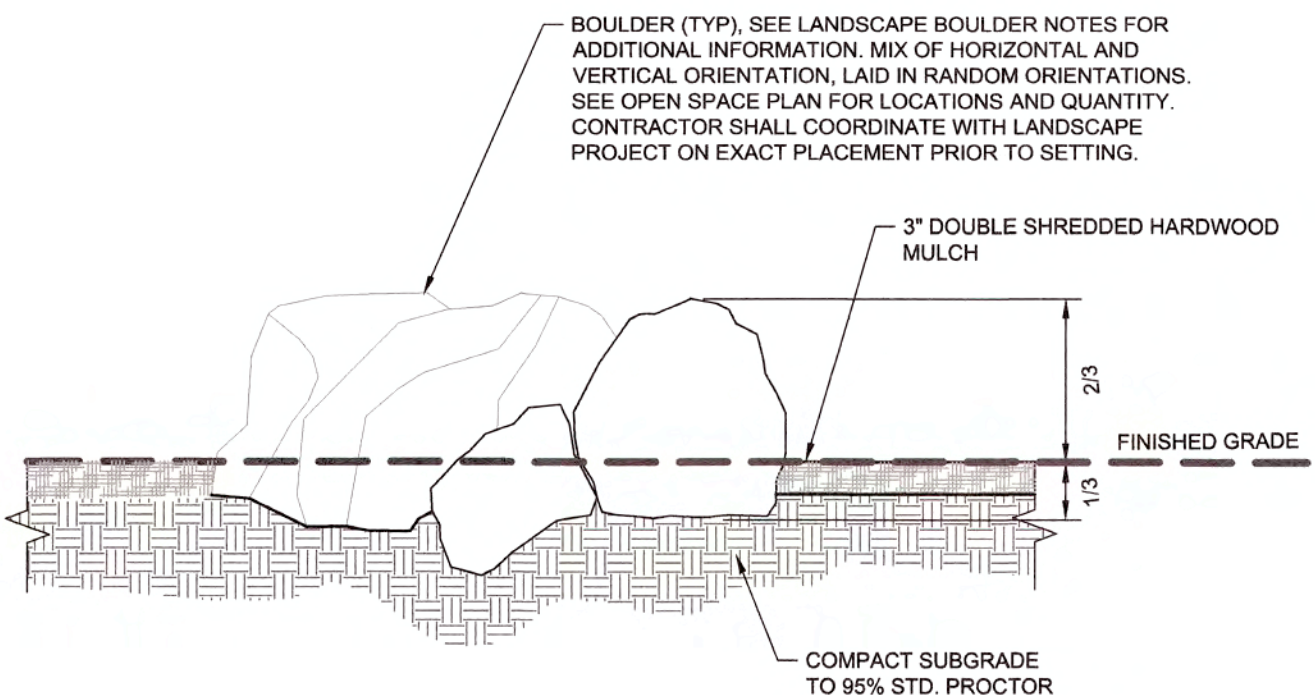 BOULDER (TYP), SEE LANDSCAPE BOULDER NOTES FOR
ADDITIONAL INFORMATION. MIX OF HORIZONTAL AND
VERTICAL ORIENTATION, LAID IN RANDOM ORIENTATIONS.
SEE OPEN SPACE PLAN FOR LOCATIONS AND QUANTITY.
CONTRACTOR SHALL COORDINATE WITH LANDSCAPE
PROJECT ON EXACT PLACEMENT PRIOR TO SETTING.
3" DOUBLE SHREDDED HARDWOOD
MULCH
2/3
FINISHED GRADE
1/3
COMPACT SUBGRADE
TO 95% STD. PROCTOR